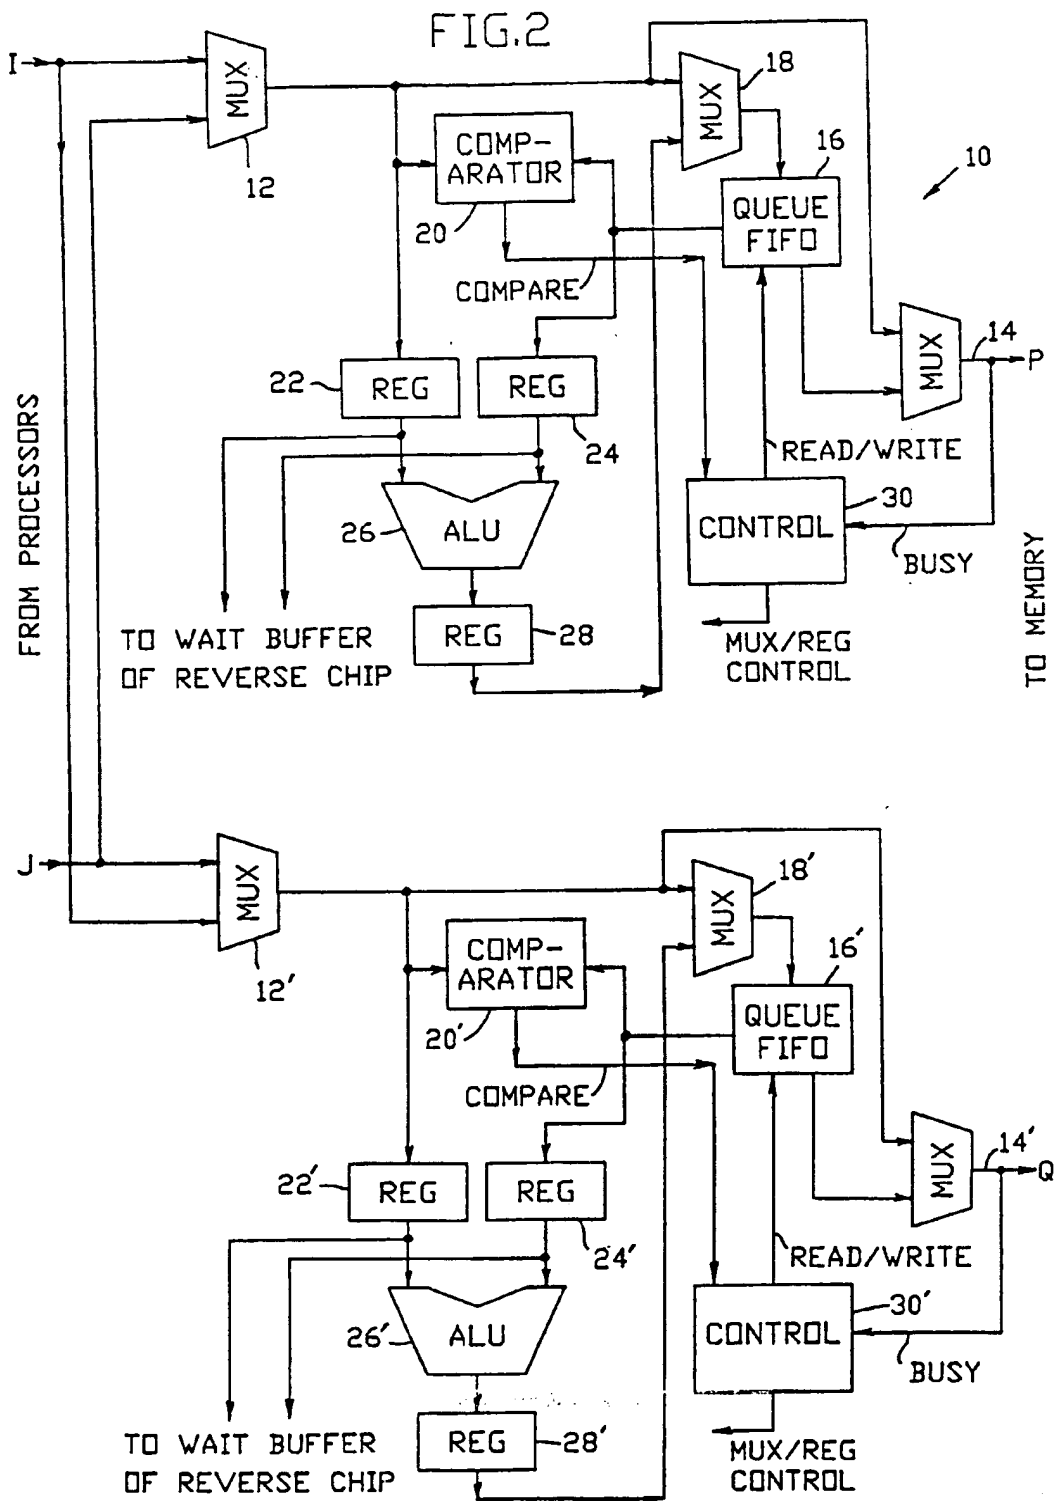 FIG.2
I
MUX
12
COMP-
ARATOR
20
COMPARE
MUX
18
QUEUE
FIFO
16
10
MUX
14
P
22
REG
REG
24
READ/WRITE
26
ALU
CONTROL
30
BUSY
REG
28
TO WAIT BUFFER
OF REVERSE CHIP
MUX/REG
CONTROL
FROM PROCESSORS
TO MEMORY
J
MUX
12'
COMP-
ARATOR
20'
COMPARE
MUX
18'
QUEUE
FIFO
16'
MUX
14'
Q
22'
REG
REG
24'
READ/WRITE
26'
ALU
CONTROL
30'
BUSY
REG
28'
TO WAIT BUFFER
OF REVERSE CHIP
MUX/REG
CONTROL